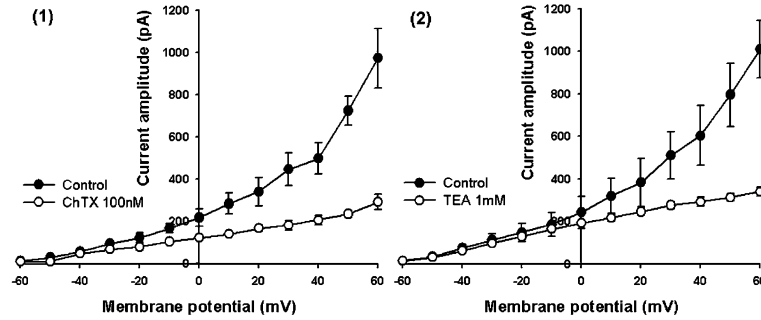 (1)
Current amplitude (pA)
1200
1000
800
600
400
200
0
Control
ChTX 100nM
-60 -40 -20 0 20 40 60
Membrane potential (mV)
(2)
Current amplitude (pA)
1200
1000
800
600
400
200
0
Control
TEA 1mM
-60 -40 -20 0 20 40 60
Membrane potential (mV)